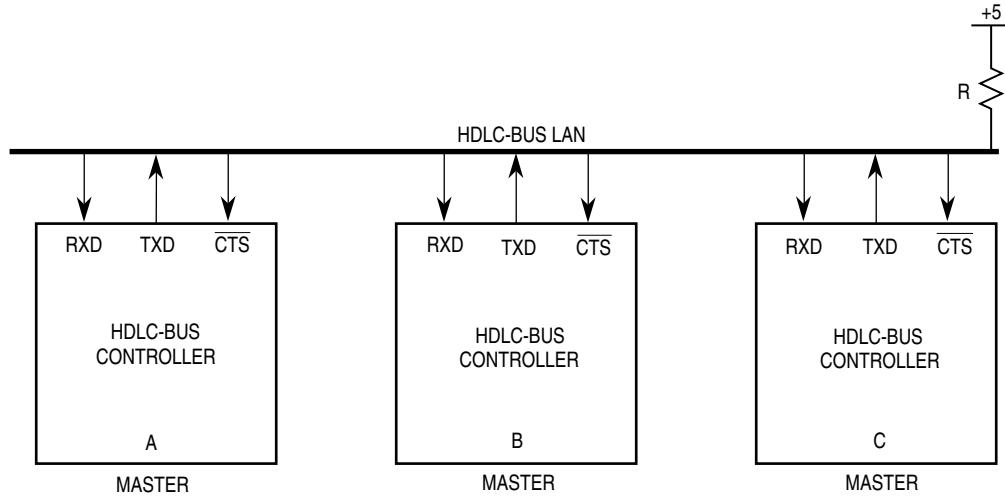 +5
R
HDLC-BUS LAN
RXD TXD CTS
HDLC-BUS
CONTROLLER
A
MASTER
RXD TXD CTS
HDLC-BUS
CONTROLLER
B
MASTER
RXD TXD CTS
HDLC-BUS
CONTROLLER
C
MASTER